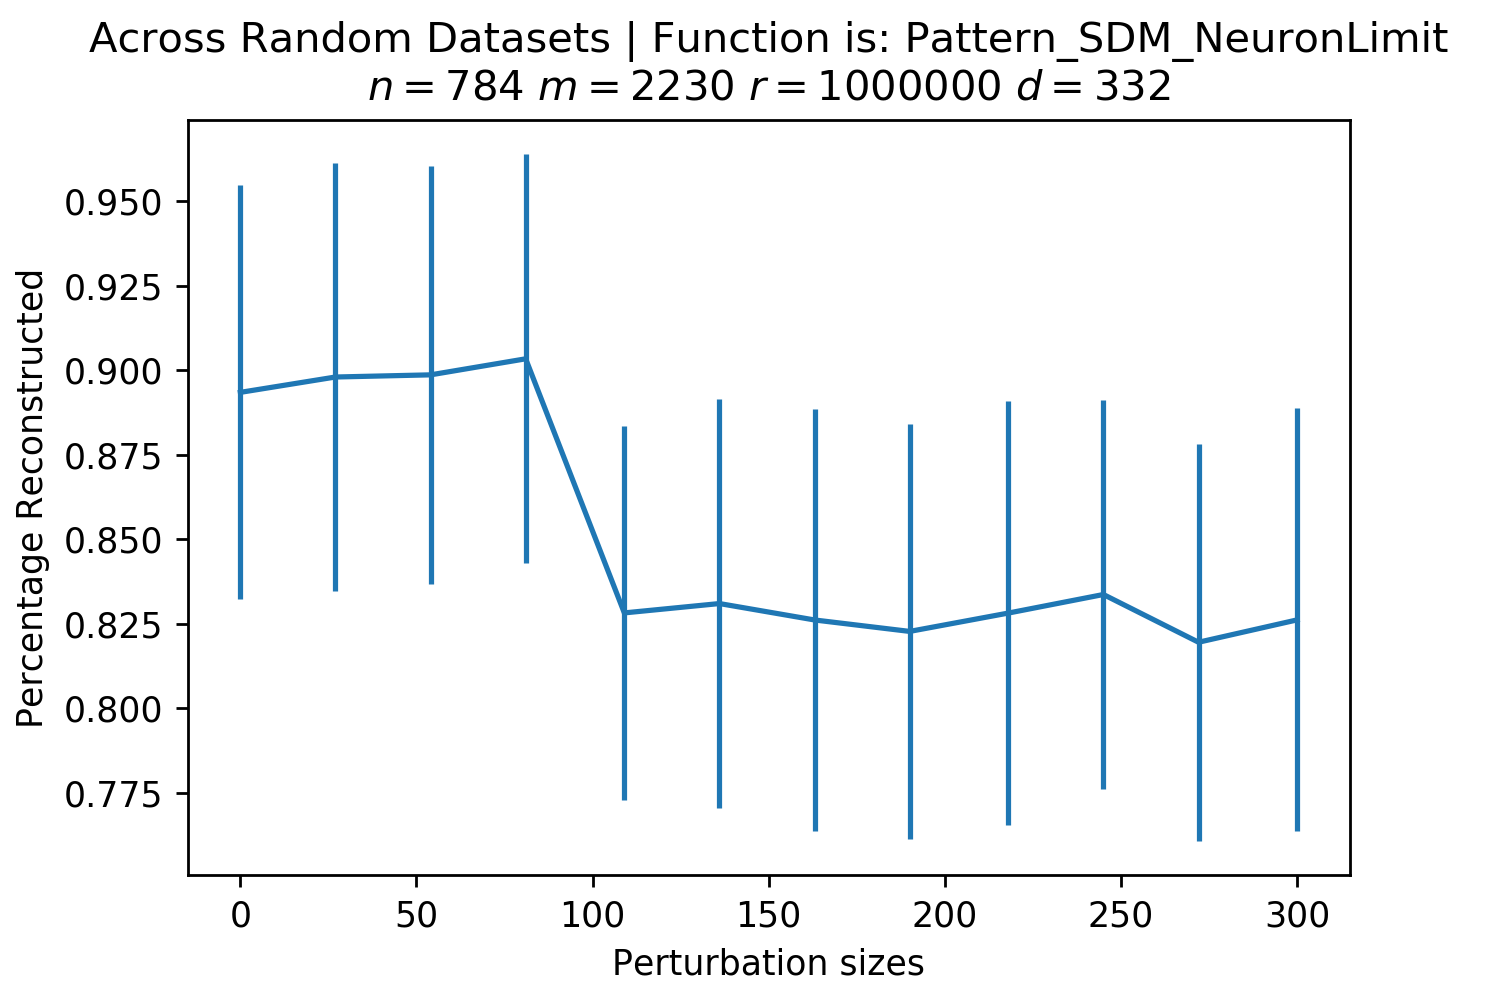 Across Random Datasets | Function is: Pattern_SDM_NeuronLimit
n = 784 m = 2230 r = 1000000 d = 332
Percentage Reconstructed
0.950
0.925
0.900
0.875
0.850
0.825
0.800
0.775
0 50 100 150 200 250 300
Perturbation sizes